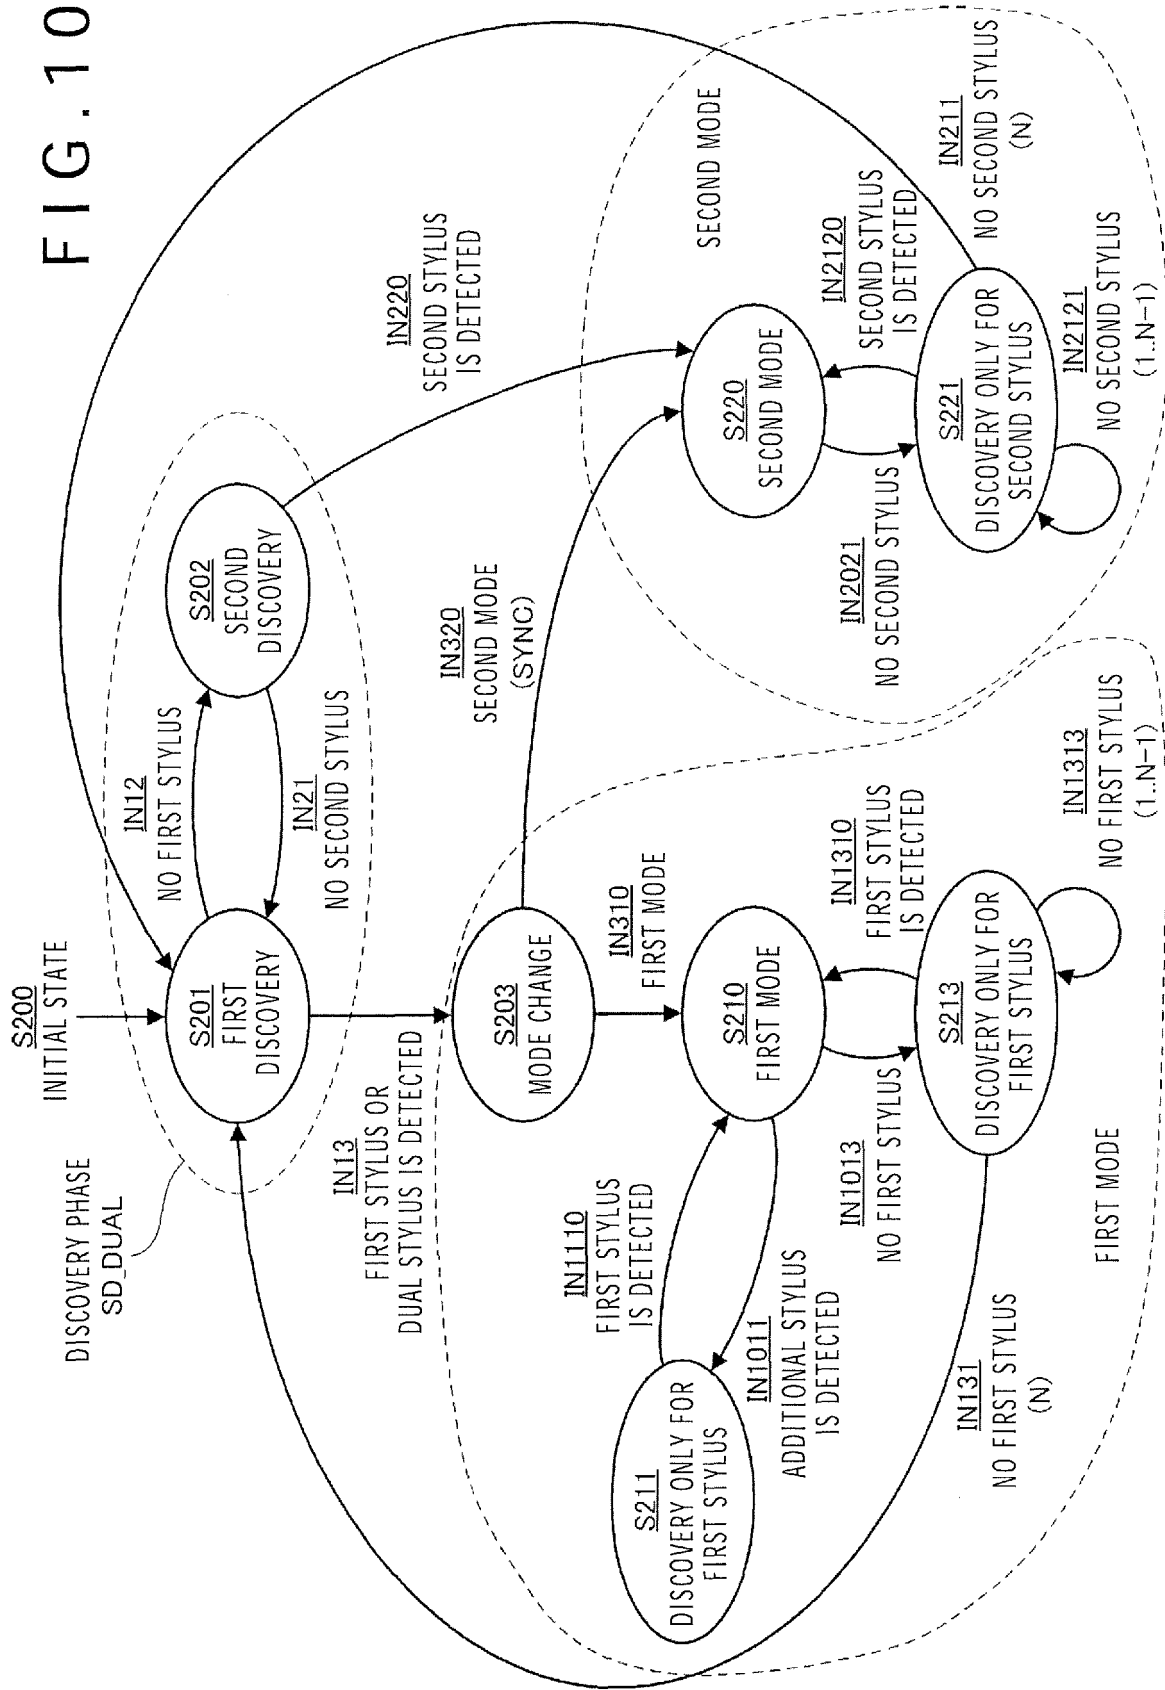 FIG.10
S200
INITIAL STATE
DISCOVERY PHASE
SD_DUAL
S201
FIRST
DISCOVERY
IN12
NO FIRST STYLUS
IN21
NO SECOND STYLUS
S202
SECOND
DISCOVERY
IN13
FIRST STYLUS OR
DUAL STYLUS IS DETECTED
IN220
SECOND STYLUS
IS DETECTED
S203
MODE CHANGE
IN320
SECOND MODE
(SYNC)
IN310
FIRST MODE
SECOND MODE
S210
FIRST MODE
S220
SECOND MODE
IN1110
FIRST STYLUS
IS DETECTED
S211
DISCOVERY ONLY FOR
FIRST STYLUS
IN1011
ADDITIONAL STYLUS
IS DETECTED
IN1013
NO FIRST STYLUS
IN1310
FIRST STYLUS
IS DETECTED
IN2021
NO SECOND STYLUS
IN2120
SECOND STYLUS
IS DETECTED
S213
DISCOVERY ONLY FOR
FIRST STYLUS
S221
DISCOVERY ONLY FOR
SECOND STYLUS
IN211
NO SECOND STYLUS
(N)
IN131
NO FIRST STYLUS
(N)
IN1313
NO FIRST STYLUS
(1..N-1)
IN2121
NO SECOND STYLUS
(1..N-1)
FIRST MODE